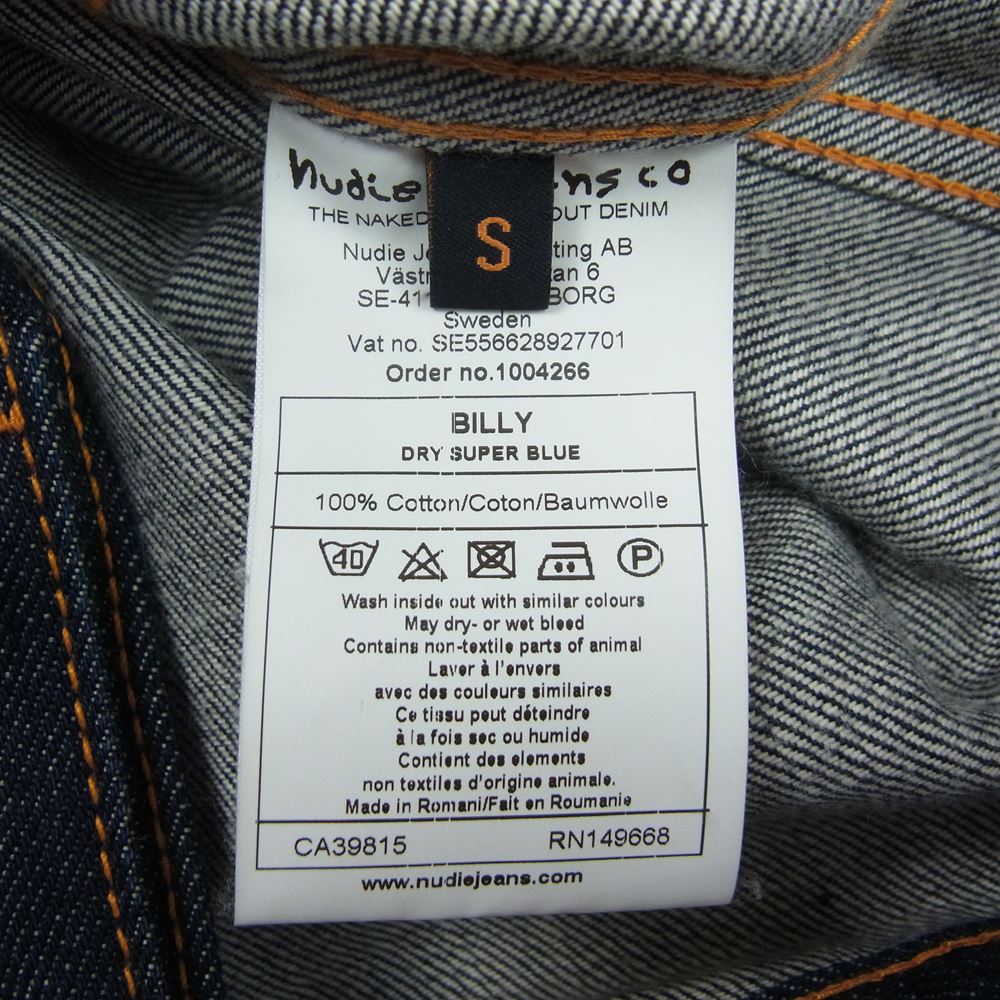 Nudie ns co
S
THE NAKED OUT DENIM
Nudie Je ting AB
Västr an 6
SE-41 BORG
Sweden
Vat no. SE556628927701
Order no.1004266
BILLY
DRY SUPER BLUE
100% Cotton/Coton/Baumwolle
40 P
Wash inside out with similar colours
May dry- or wet bleed
Contains non-textile parts of animal
Laver à l'envers
avec des couleurs similaires
Ce tissu peut déteindre
à la fois sec ou humide
Contient des elements
non textiles d'origine animale.
Made in Romani/Fait en Roumanie
CA39815 RN149668
www.nudiejeans.com